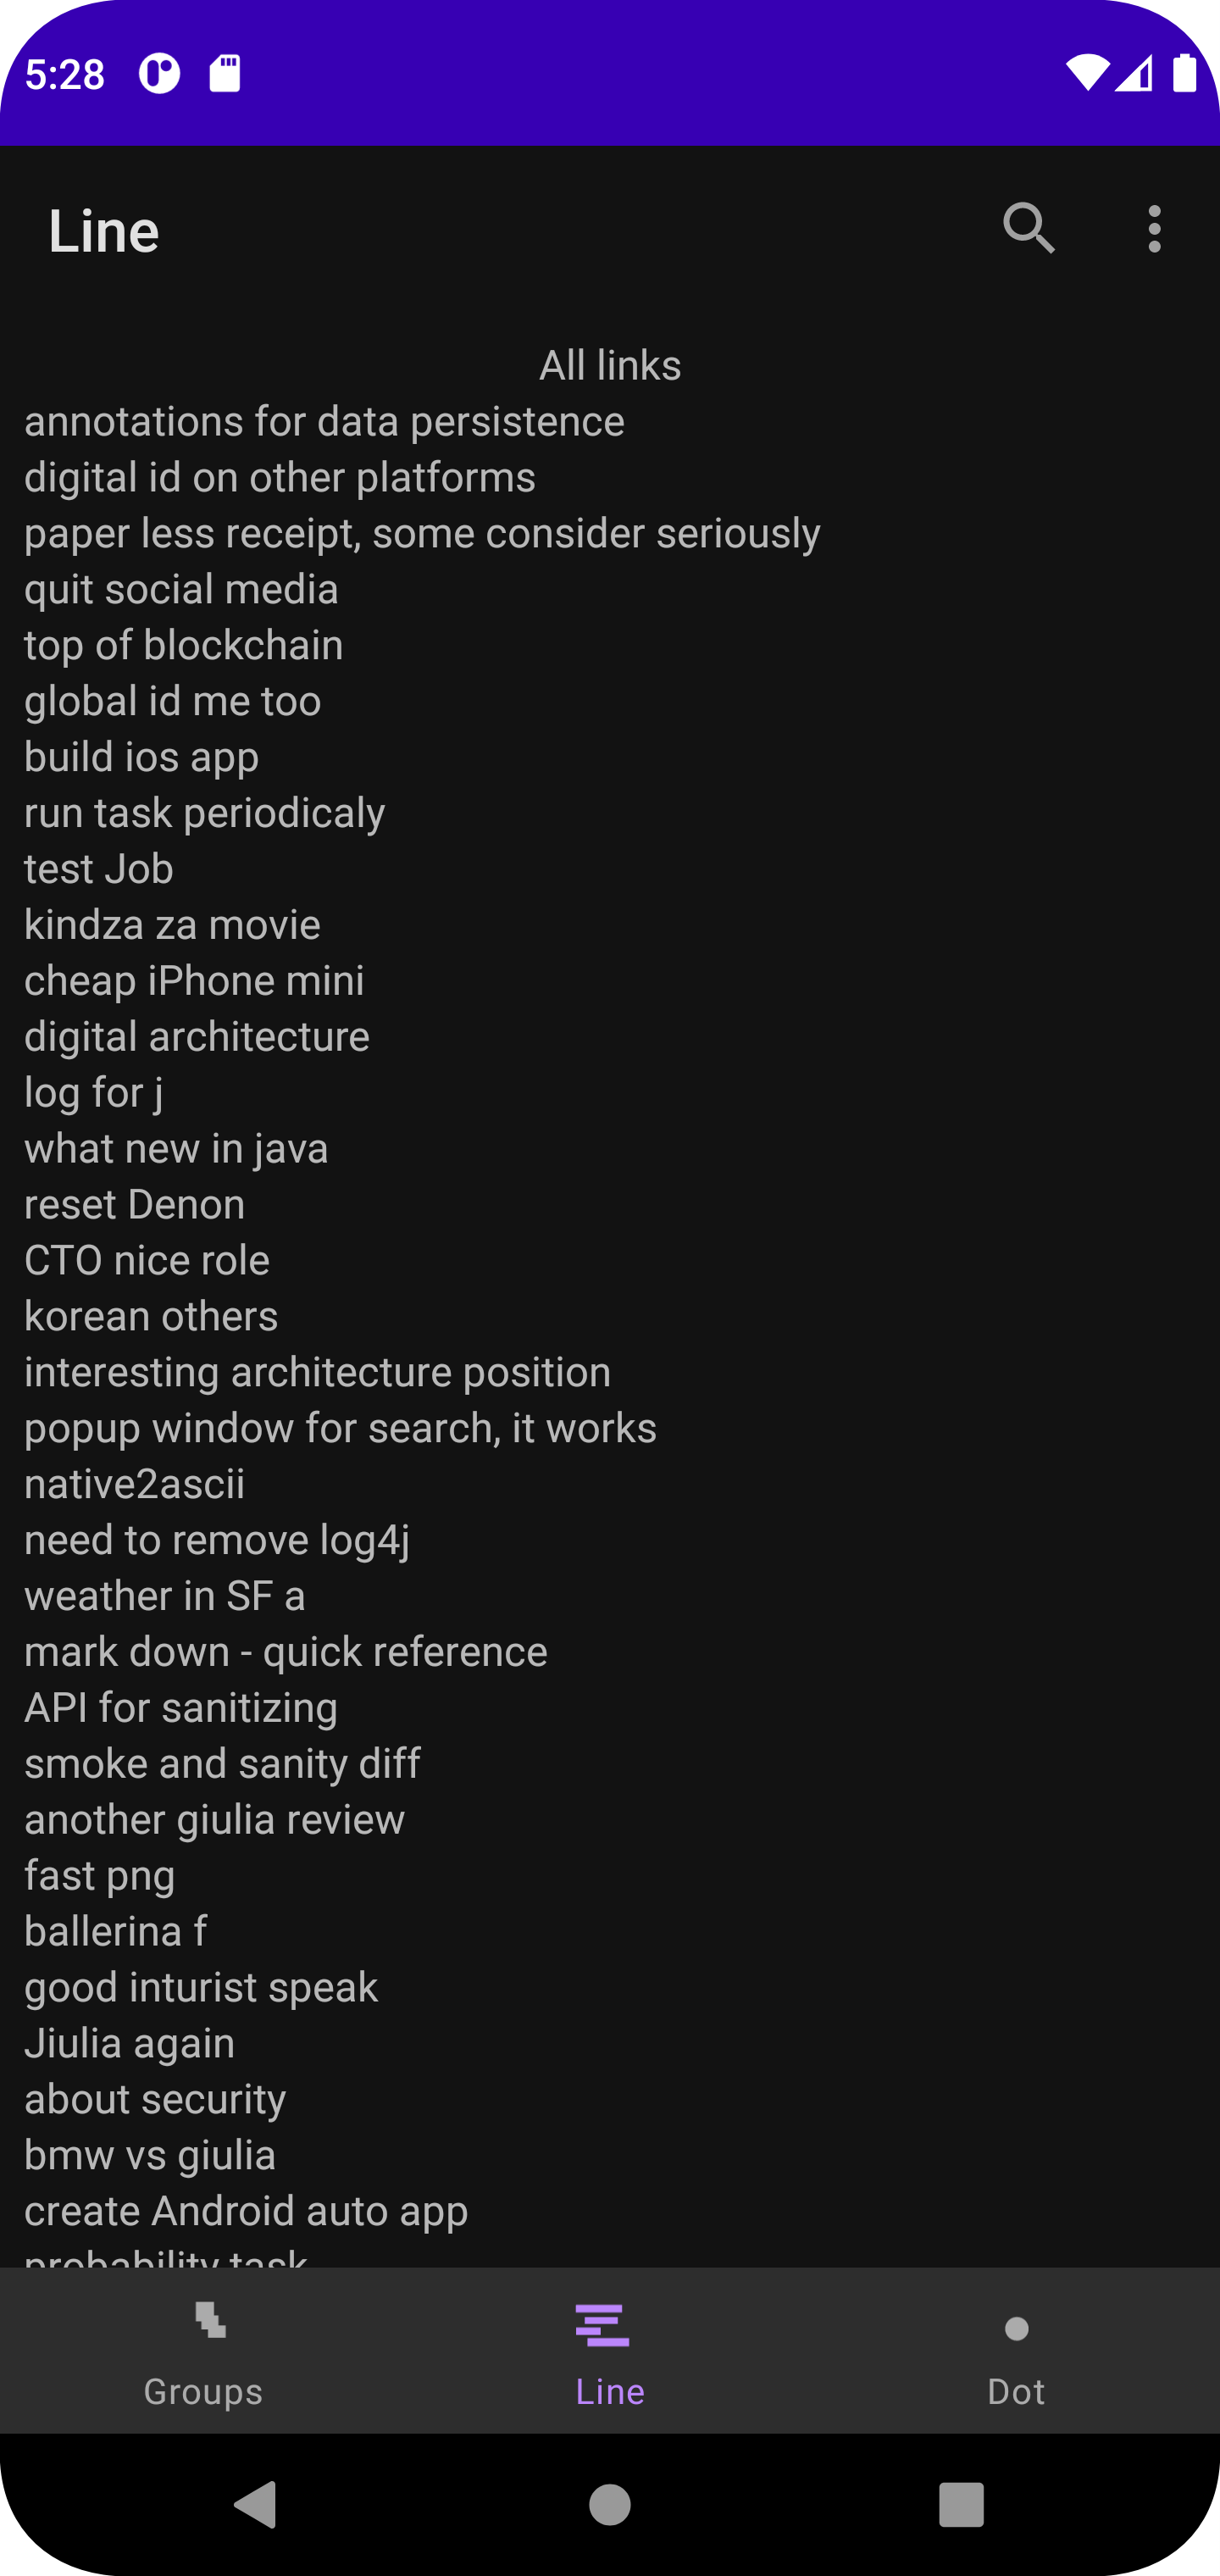 5:28
Line
All links
annotations for data persistence
digital id on other platforms
paper less receipt, some consider seriously
quit social media
top of blockchain
global id me too
build ios app
run task periodicaly
test Job
kindza za movie
cheap iPhone mini
digital architecture
log for j
what new in java
reset Denon
CTO nice role
korean others
interesting architecture position
popup window for search, it works
native2ascii
need to remove log4j
weather in SF a
mark down - quick reference
API for sanitizing
smoke and sanity diff
another giulia review
fast png
ballerina f
good inturist speak
Jiulia again
about security
bmw vs giulia
create Android auto app
probability task
Groups
Line
Dot